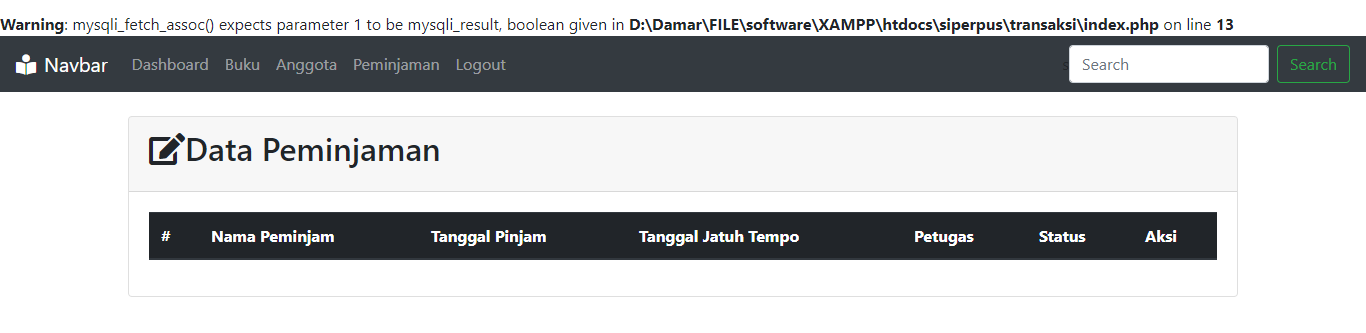 Warning: mysqli_fetch_assoc() expects parameter 1 to be mysqli_result, boolean given in D:\Damar\FILE\software\XAMPP\htdocs\siperpus\transaksi\index.php on line 13
Navbar Dashboard Buku Anggota Peminjaman Logout s Search Search
Data Peminjaman
# Nama Peminjam Tanggal Pinjam Tanggal Jatuh Tempo Petugas Status Aksi